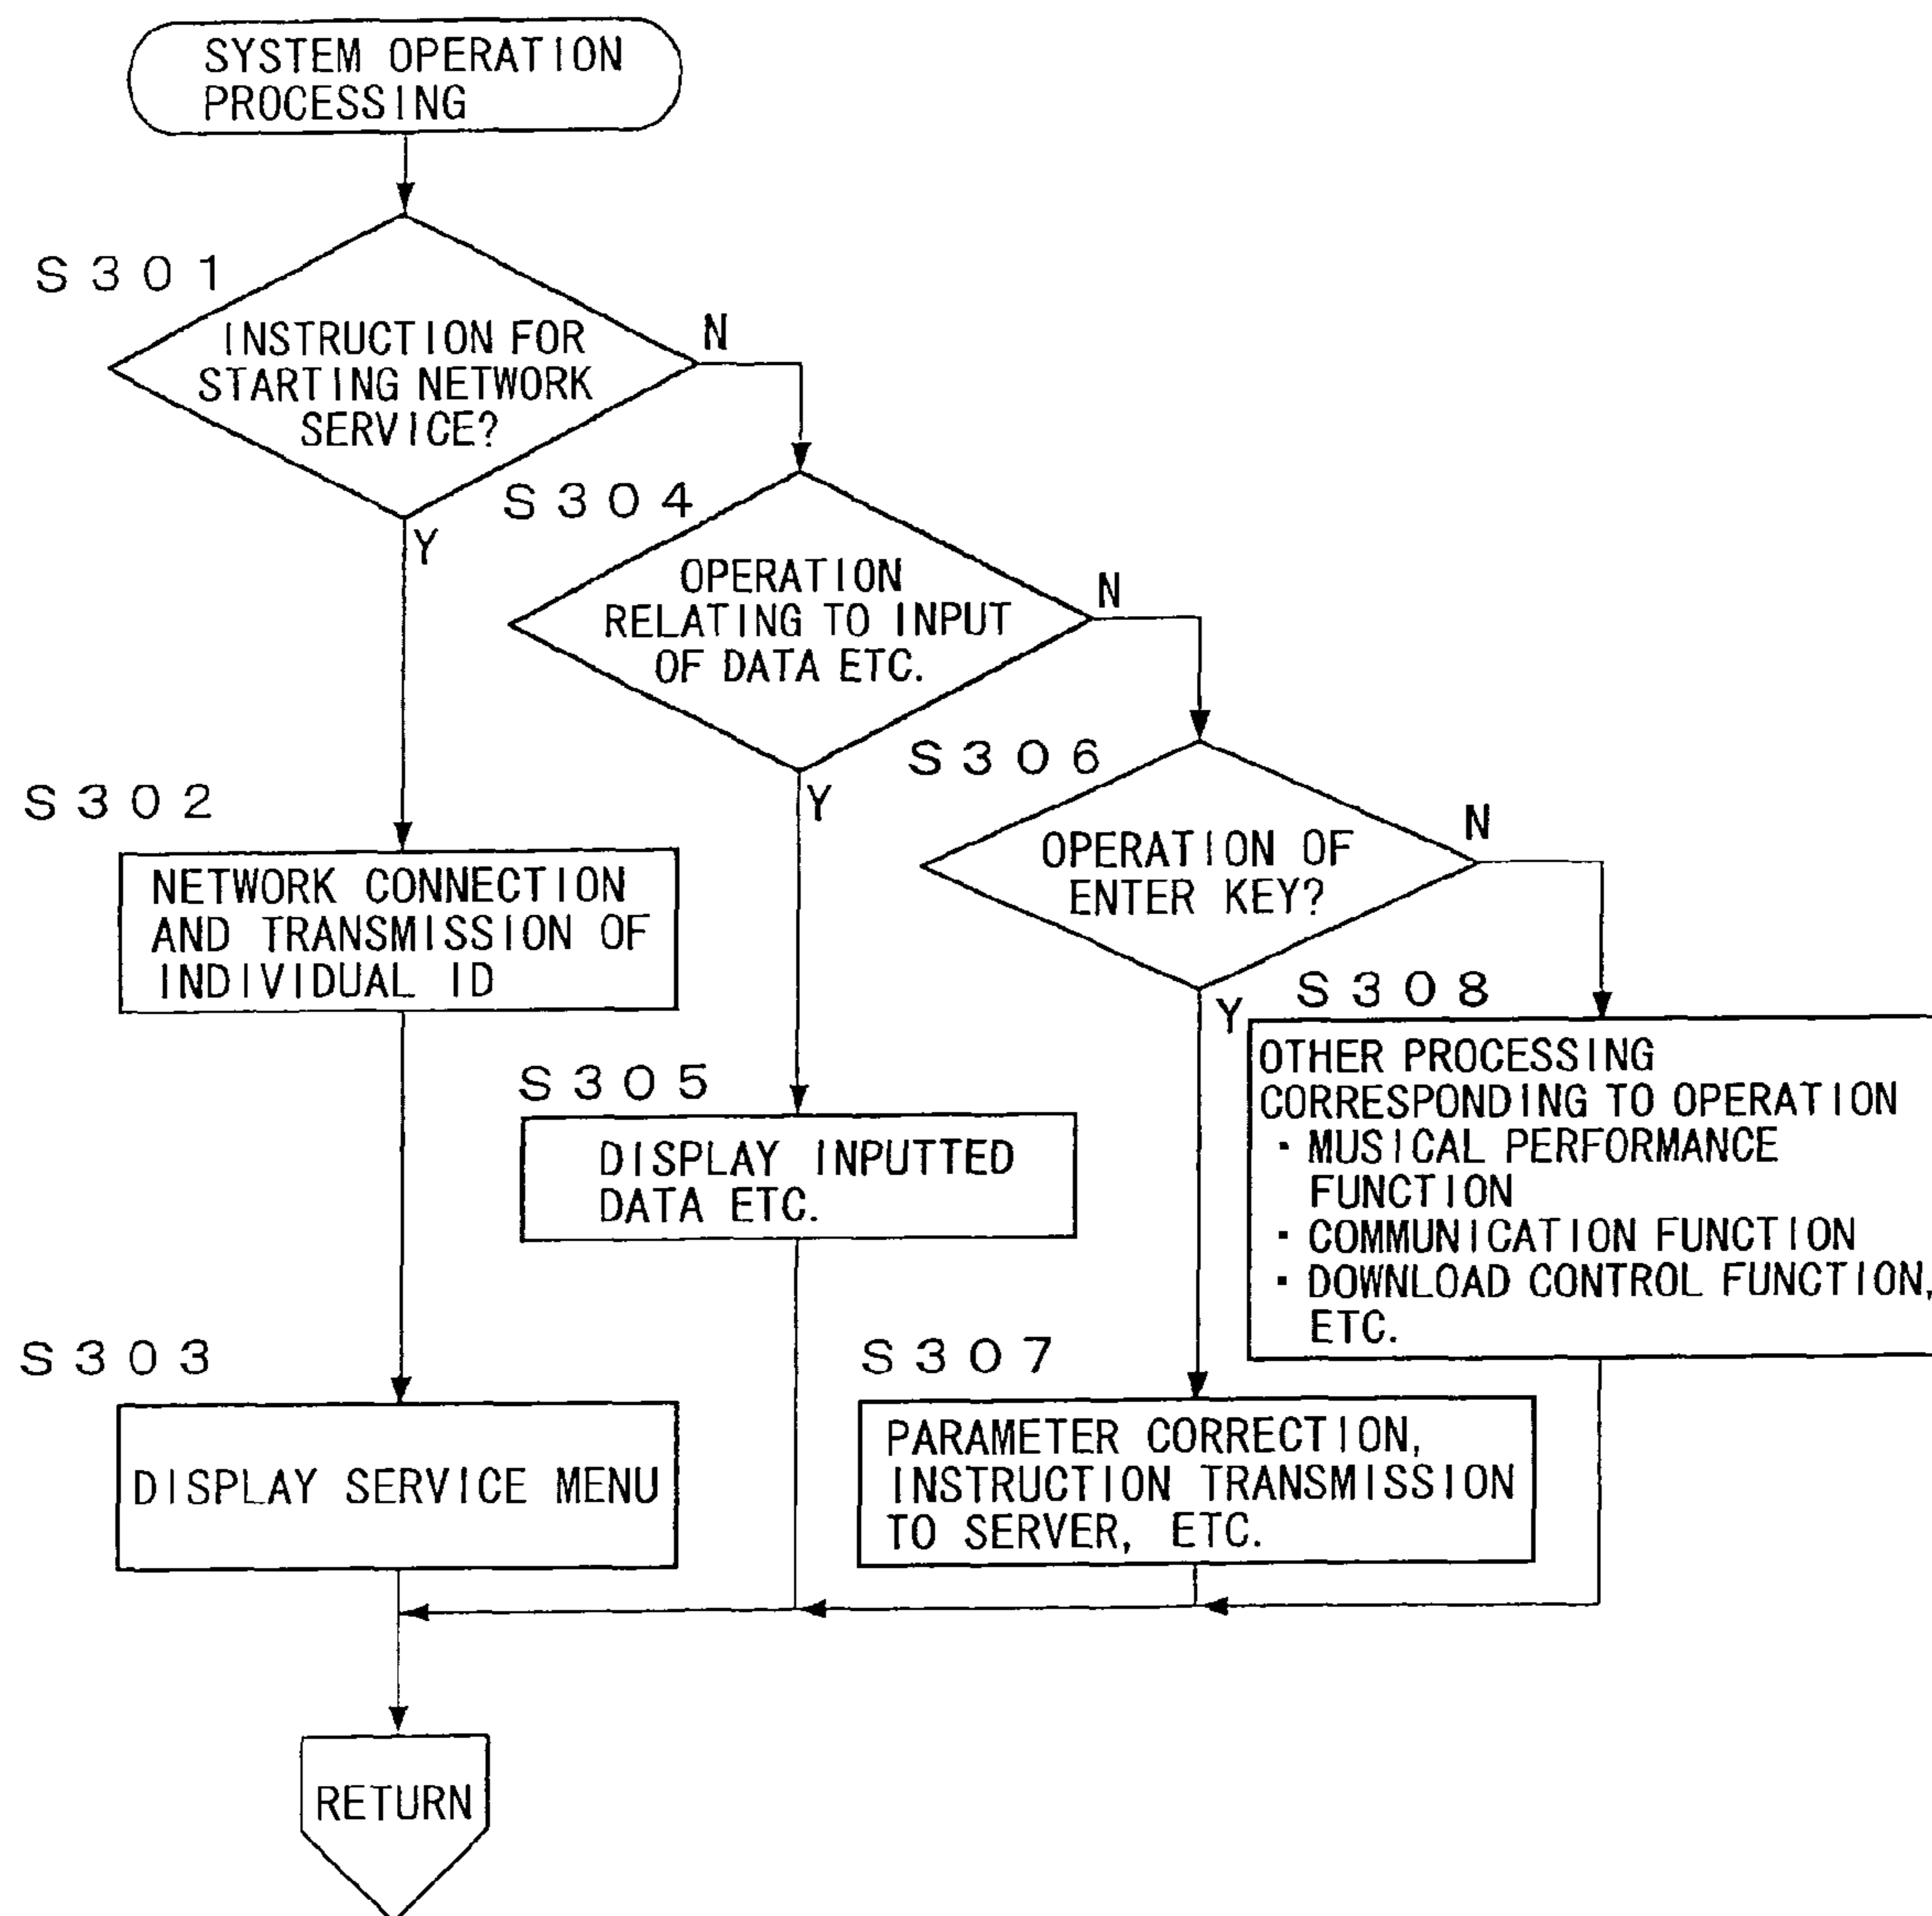 SYSTEM OPERATION
PROCESSING
S301
INSTRUCTION FOR
STARTING NETWORK
SERVICE?
N
Y
S304
OPERATION
RELATING TO INPUT
OF DATA ETC.
N
Y
S306
OPERATION OF
ENTER KEY?
N
Y
S302
NETWORK CONNECTION
AND TRANSMISSION OF
INDIVIDUAL ID
S308
OTHER PROCESSING
CORRESPONDING TO OPERATION
・MUSICAL PERFORMANCE
FUNCTION
・COMMUNICATION FUNCTION
・DOWNLOAD CONTROL FUNCTION,
ETC.
S305
DISPLAY INPUTTED
DATA ETC.
S303
DISPLAY SERVICE MENU
S307
PARAMETER CORRECTION,
INSTRUCTION TRANSMISSION
TO SERVER, ETC.
RETURN